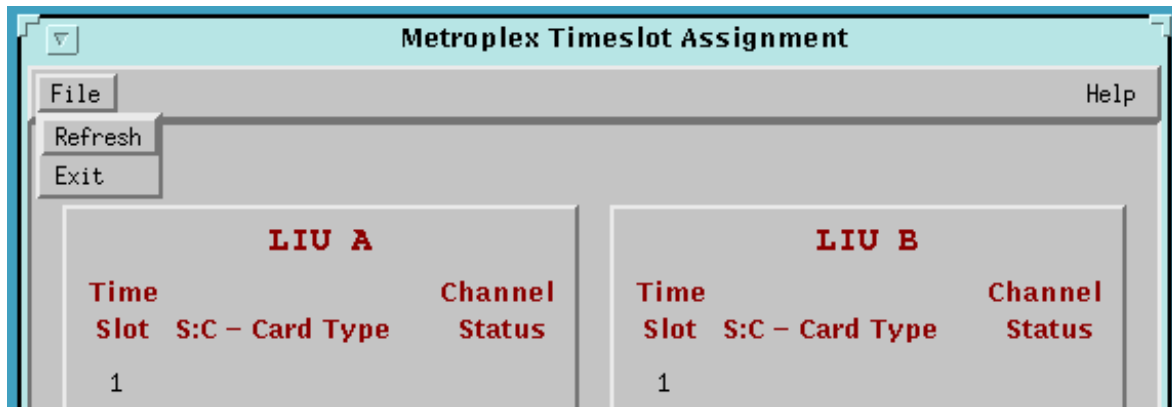 Metroplex Timeslot Assignment
File Help
Refresh
Exit
LIU A
Time Channel
Slot S:C – Card Type Status
1
LIU B
Time Channel
Slot S:C – Card Type Status
1